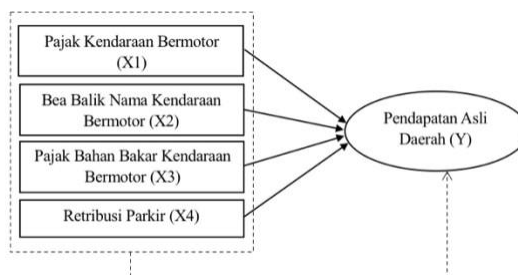 Pajak Kendaraan Bermotor
(X1)
Bea Balik Nama Kendaraan
Bermotor (X2)
Pajak Bahan Bakar Kendaraan
Bermotor (X3)
Retribusi Parkir (X4)
Pendapatan Asli
Daerah (Y)